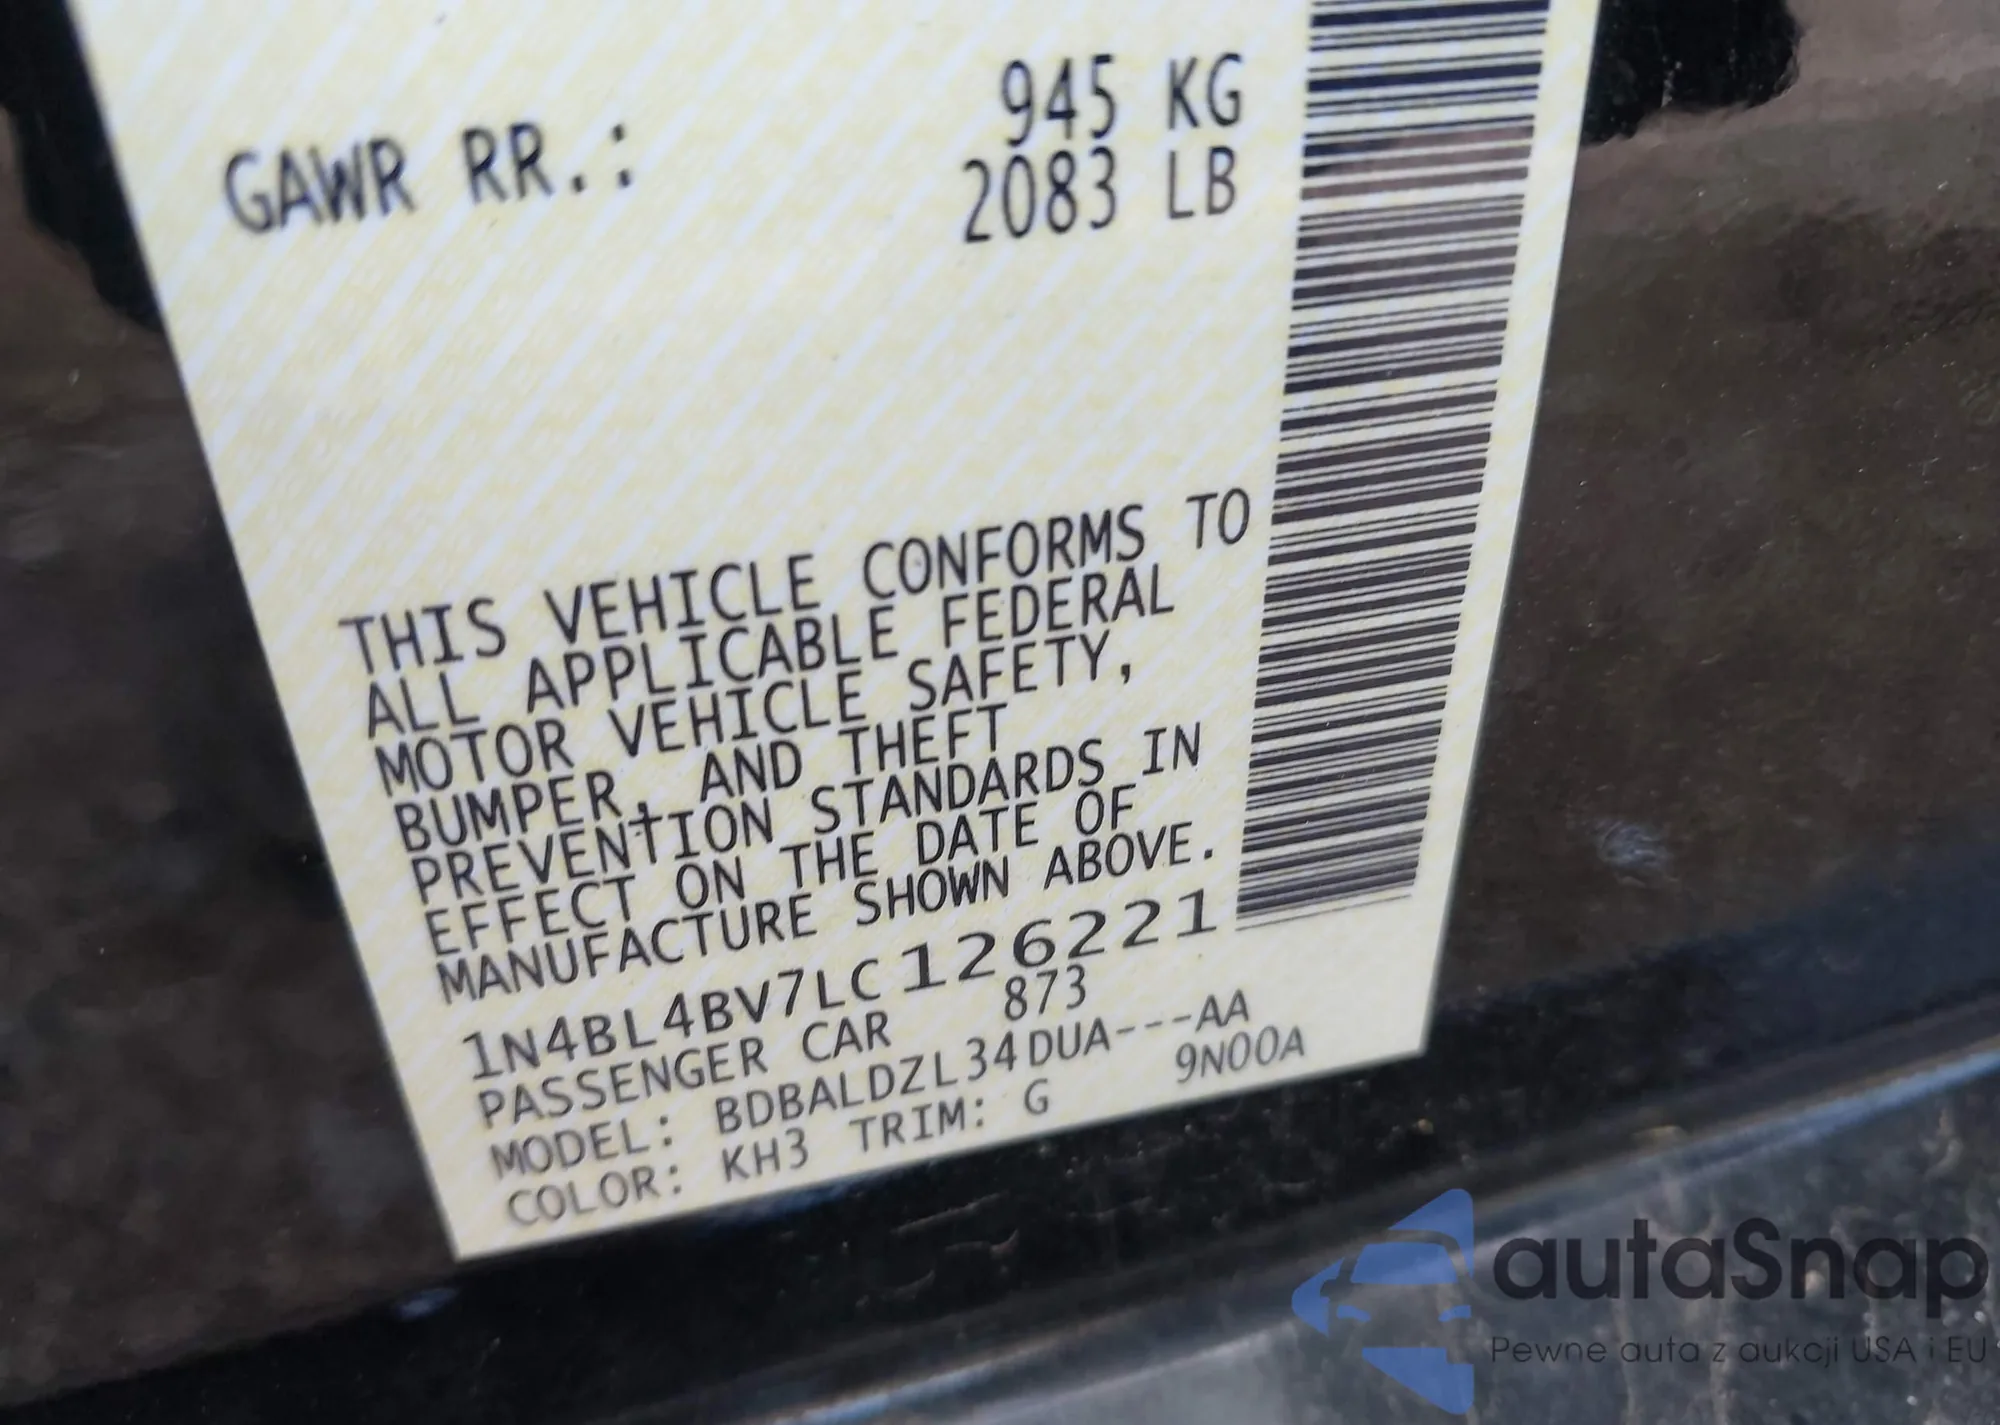 GAWR RR.: 945 KG
2083 LB
THIS VEHICLE CONFORMS TO
ALL APPLICABLE FEDERAL
MOTOR VEHICLE SAFETY,
BUMPER, AND THEFT
PREVENTION STANDARDS IN
EFFECT ON THE DATE OF
MANUFACTURE SHOWN ABOVE.
1N4BL4BV7LC126221
PASSENGER CAR 873
MODEL: BDBALDZL34DUA---AA
COLOR: KH3 TRIM: G 9N00A
autaSnap
Pewne auta z aukcji USA i EU